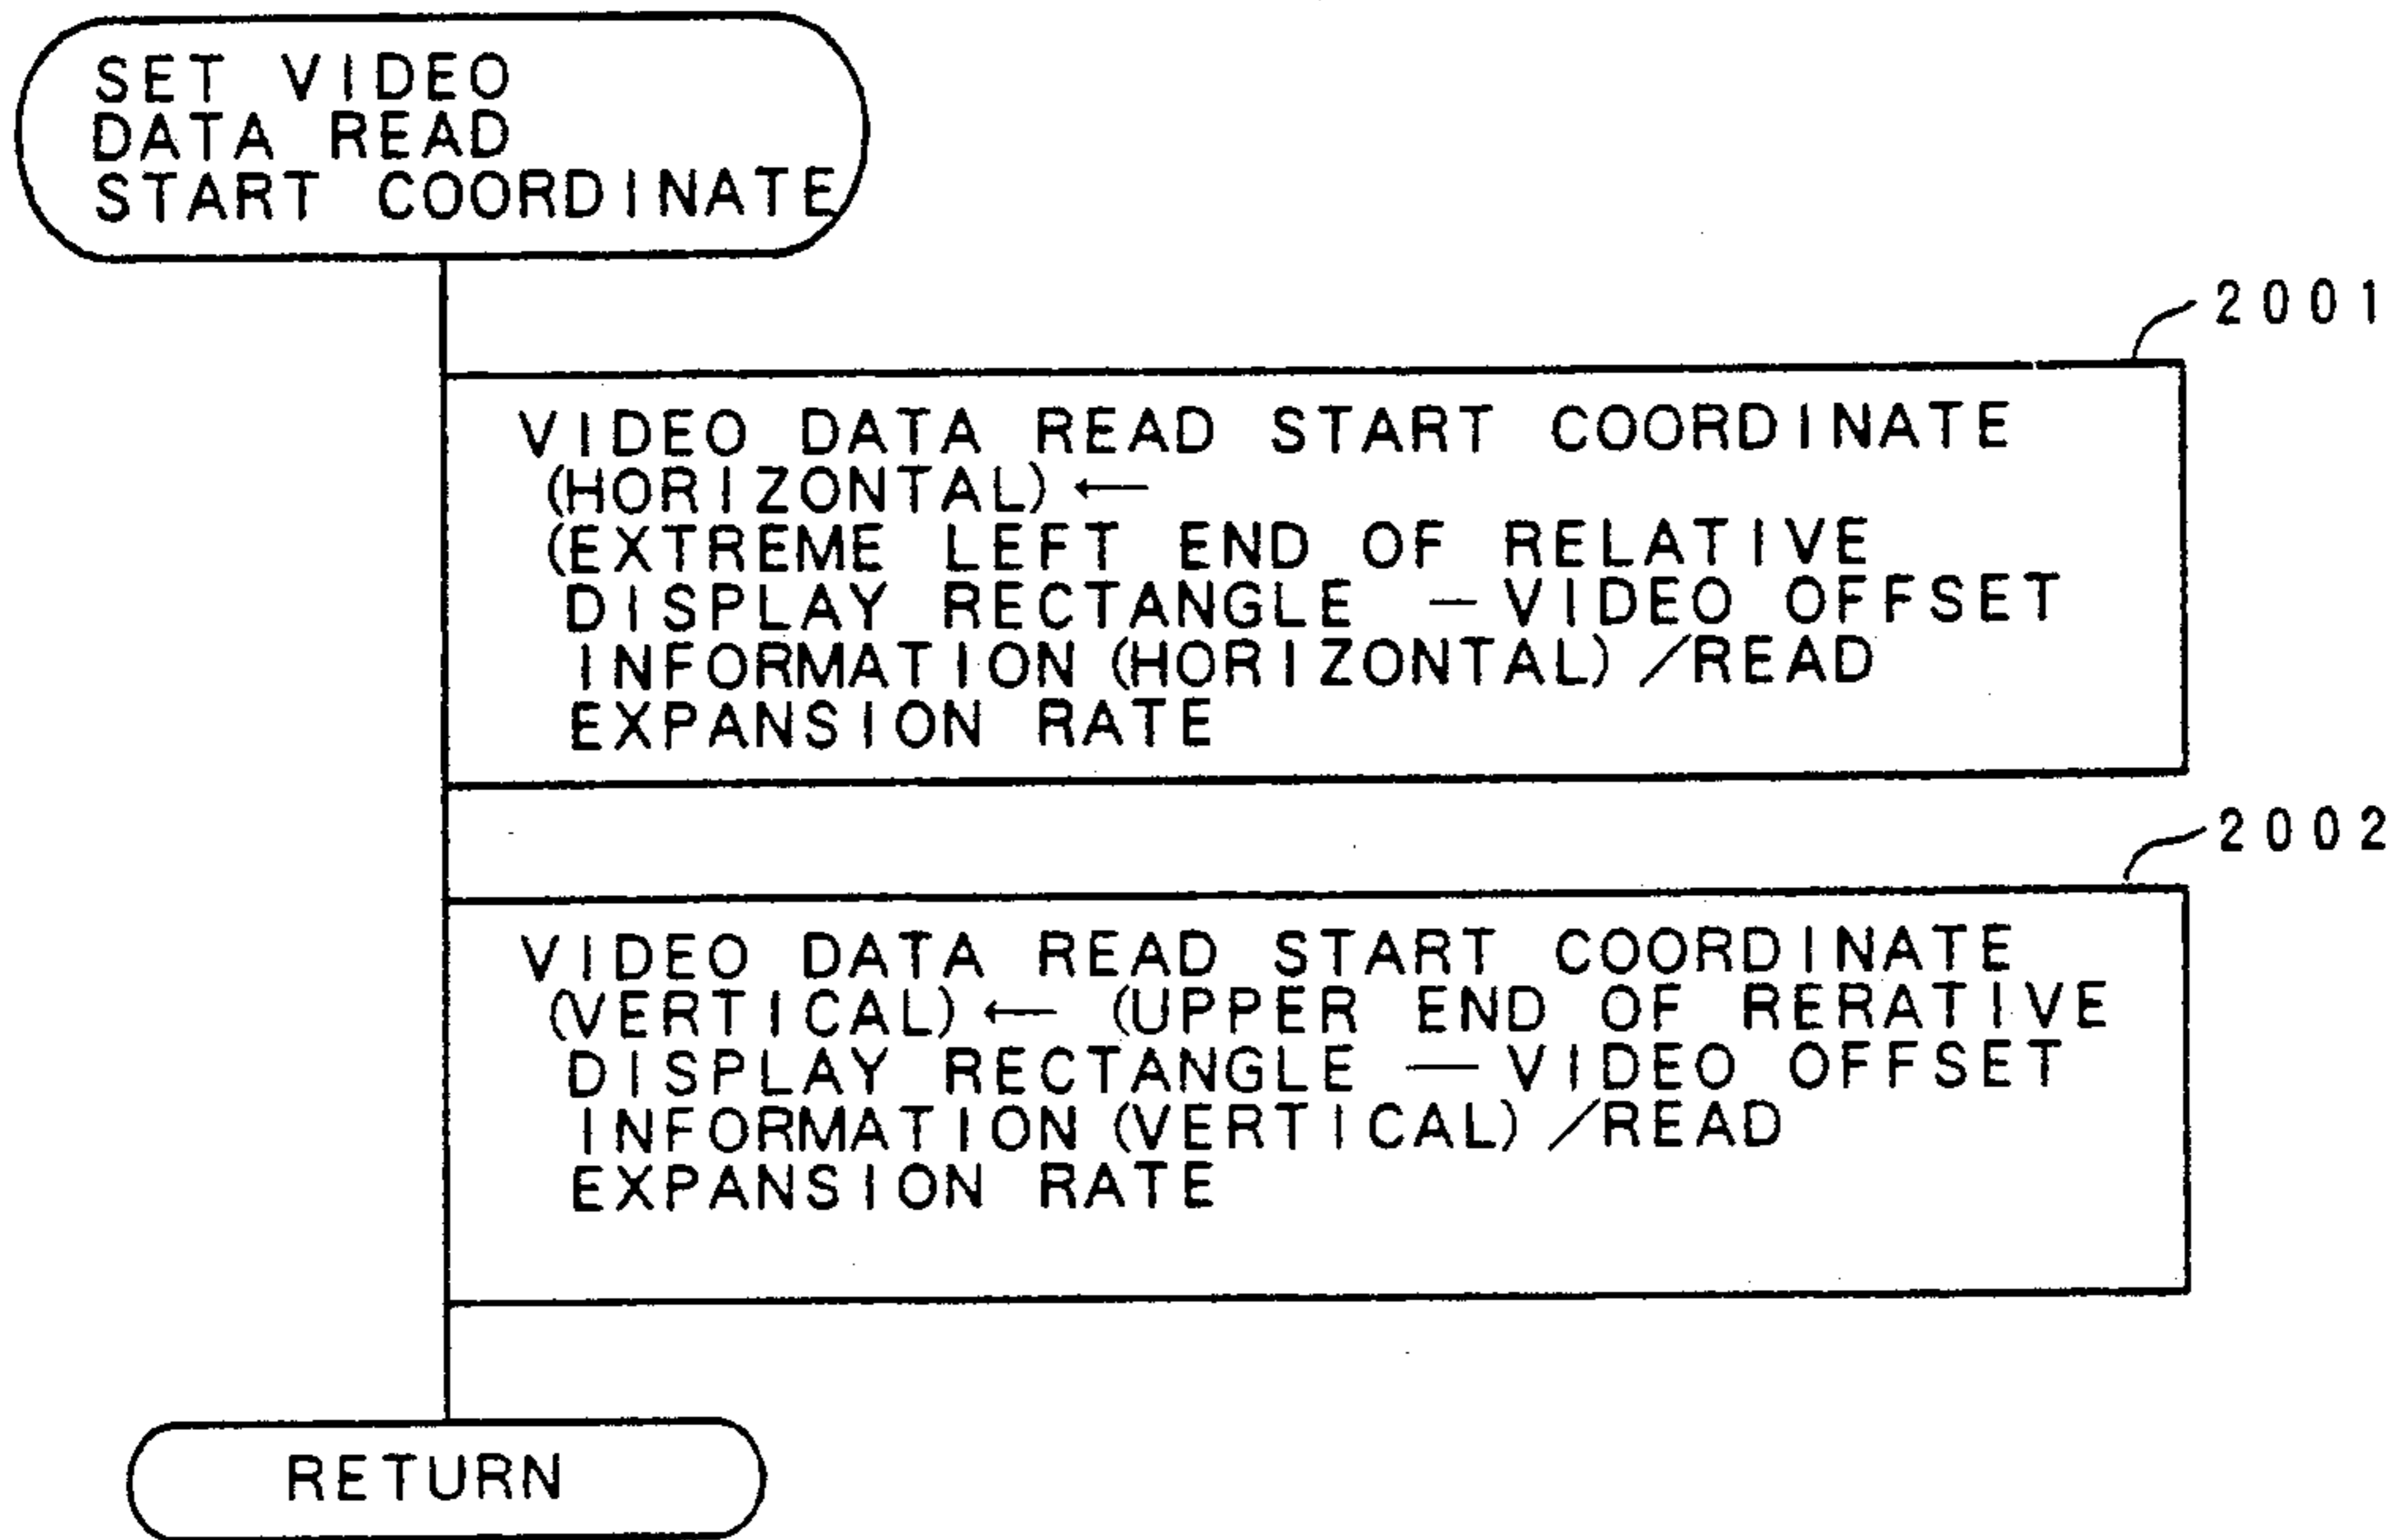 SET VIDEO
DATA READ
START COORDINATE
2001
VIDEO DATA READ START COORDINATE
(HORIZONTAL) ←
(EXTREME LEFT END OF RELATIVE
DISPLAY RECTANGLE — VIDEO OFFSET
INFORMATION (HORIZONTAL) /READ
EXPANSION RATE
2002
VIDEO DATA READ START COORDINATE
(VERTICAL) ← (UPPER END OF RERATIVE
DISPLAY RECTANGLE — VIDEO OFFSET
INFORMATION (VERTICAL) /READ
EXPANSION RATE
RETURN